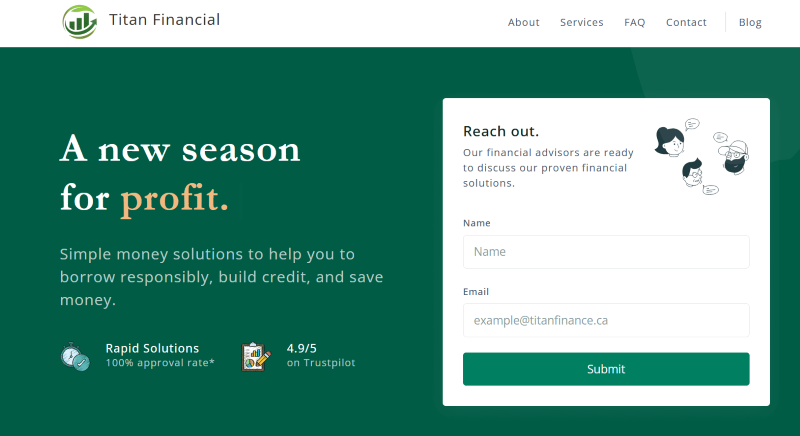 Titan Financial
About Services FAQ Contact Blog
A new season
for profit.
Simple money solutions to help you to
borrow responsibly, build credit, and save
money.
Rapid Solutions
100% approval rate*
4.9/5
on Trustpilot
Reach out.
Our financial advisors are ready
to discuss our proven financial
solutions.
Name
Name
Email
example@titanfinance.ca
Submit